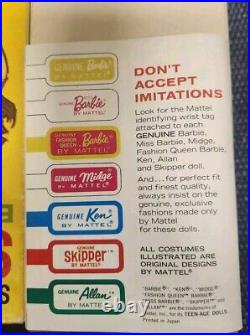 DON'T
ACCEPT
IMITATIONS
Look for the Mattel
identifying wrist tag
attached to each
GENUINE Barbie,
Miss Barbie, Midge,
Fashion Queen Barbie,
Ken, Allan
and Skipper doll.
And...for perfect fit
and finest quality,
always insist on the
genuine, exclusive
fashions made only
by Mattel
for these dolls.
ALL COSTUMES
ILLUSTRATED ARE
ORIGINAL DESIGNS
BY MATTEL®
Printed in Japan
GENUINE Barbie®
BY MATTEL
GENUINE
Barbie®
BY MATTEL
GENUINE
FASHION
QUEEN Barbie
BY MATTEL
GENUINE Midge
BY MATTEL
GENUINE Ken®
BY MATTEL
GENUINE
SKIPPER™
BY MATTEL
GENUINE Allan
BY MATTEL